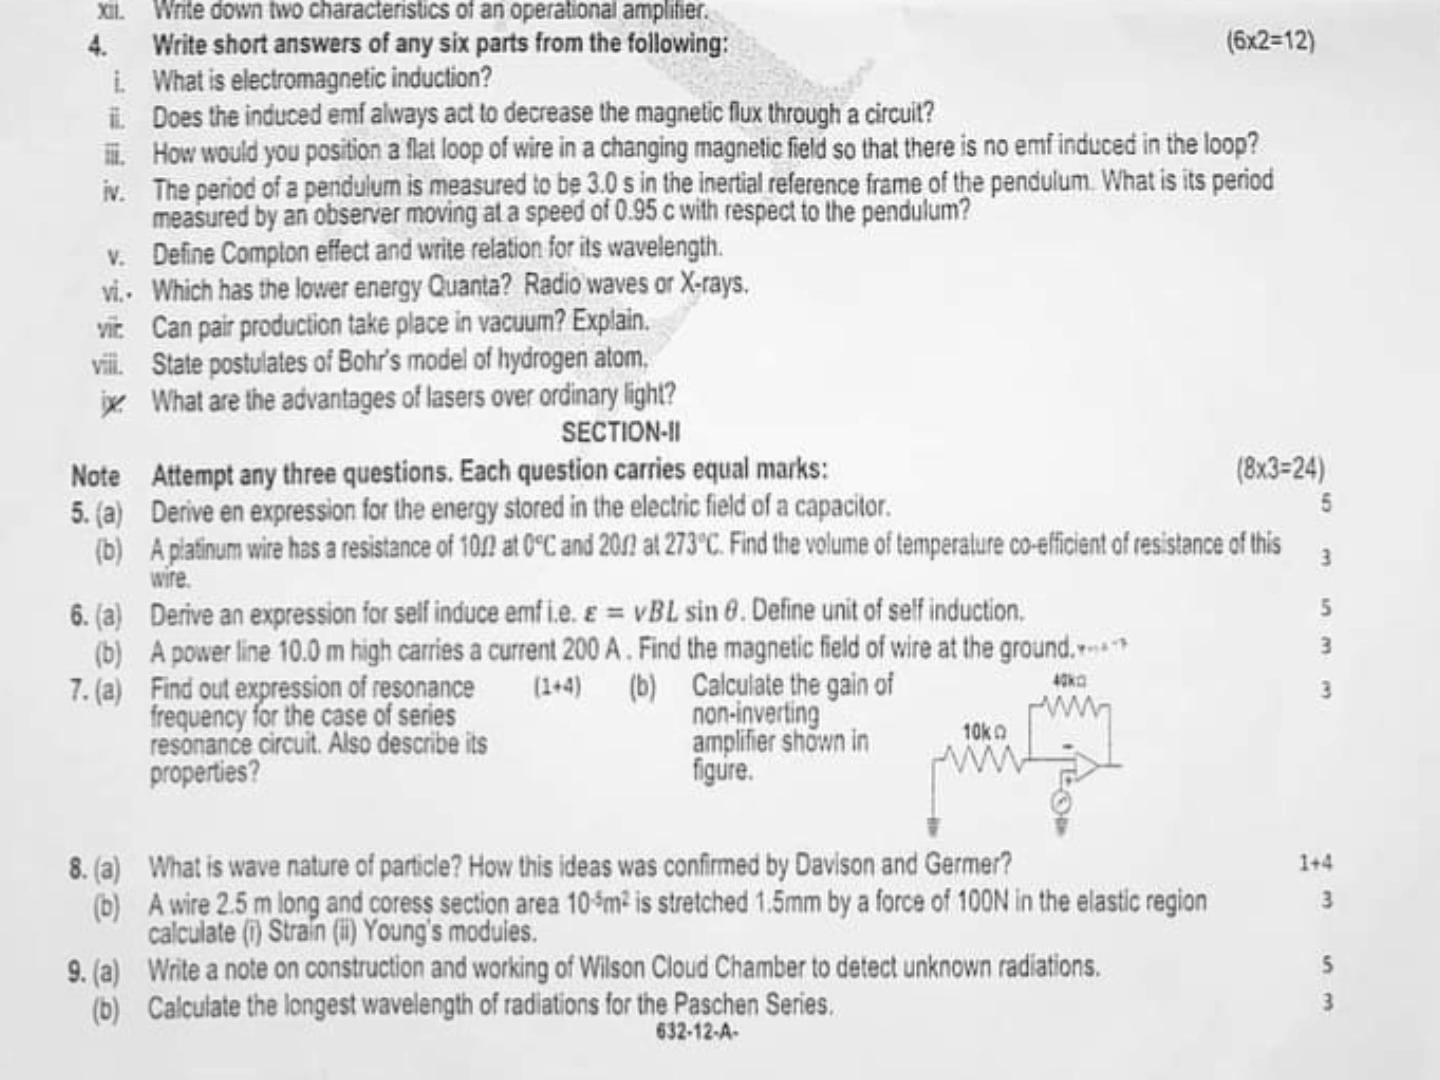 xii. Write down two characteristics of an operational amplifier.
4. Write short answers of any six parts from the following: (6x2=12)
i. What is electromagnetic induction?
ii. Does the induced emf always act to decrease the magnetic flux through a circuit?
iii. How would you position a flat loop of wire in a changing magnetic field so that there is no emf induced in the loop?
iv. The period of a pendulum is measured to be 3.0 s in the inertial reference frame of the pendulum. What is its period
measured by an observer moving at a speed of 0.95 c with respect to the pendulum?
v. Define Compton effect and write relation for its wavelength.
vi. Which has the lower energy Quanta? Radio waves or X-rays.
vii. Can pair production take place in vacuum? Explain.
viii. State postulates of Bohr's model of hydrogen atom.
ix. What are the advantages of lasers over ordinary light?
SECTION-II
Note Attempt any three questions. Each question carries equal marks: (8x3=24)
5. (a) Derive en expression for the energy stored in the electric field of a capacitor. 5
(b) A platinum wire has a resistance of 10Ω at 0°C and 20Ω at 273°C. Find the volume of temperature co-efficient of resistance of this 3
wire.
6. (a) Derive an expression for self induce emf i.e. ε = vBL sin θ. Define unit of self induction. 5
(b) A power line 10.0 m high carries a current 200 A . Find the magnetic field of wire at the ground. 3
7. (a) Find out expression of resonance (1+4)
frequency for the case of series
resonance circuit. Also describe its
properties?
(b) Calculate the gain of 3
non-inverting
amplifier shown in
figure.
40kΩ
10kΩ
-
+
8. (a) What is wave nature of particle? How this ideas was confirmed by Davison and Germer? 1+4
(b) A wire 2.5 m long and coress section area 10⁻⁵m² is stretched 1.5mm by a force of 100N in the elastic region 3
calculate (i) Strain (ii) Young's modules.
9. (a) Write a note on construction and working of Wilson Cloud Chamber to detect unknown radiations. 5
(b) Calculate the longest wavelength of radiations for the Paschen Series. 3
632-12-A-